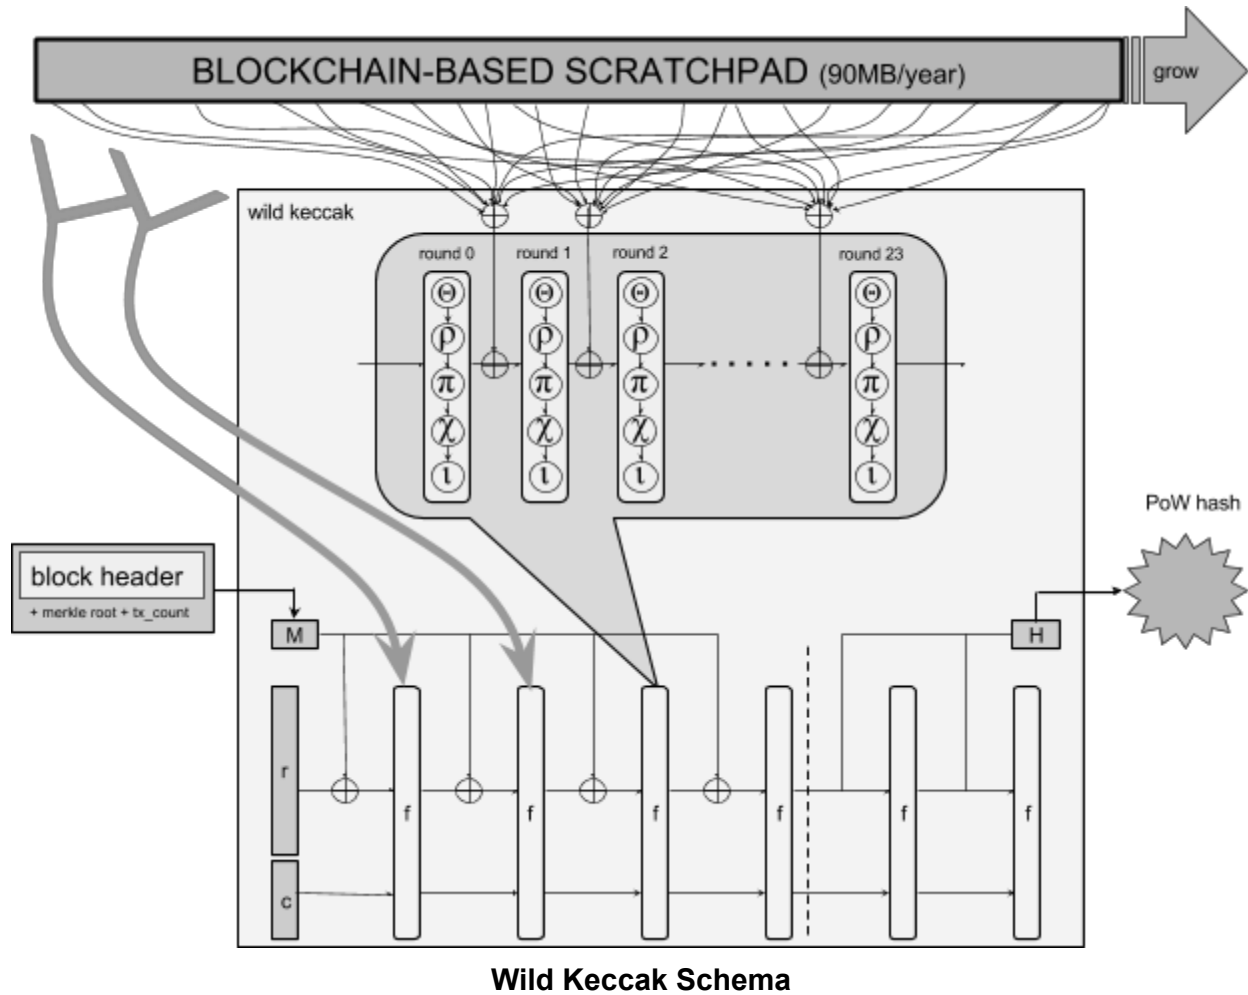 BLOCKCHAIN-BASED SCRATCHPAD (90MB/year)
grow
wild keccak
round 0 round 1 round 2 round 23
Θ Θ Θ Θ
ρ ρ ρ ρ
π π π π
χ χ χ χ
ι ι ι ι
PoW hash
block header
+ merkle root + tx_count
M H
r
f f f f f f
c
Wild Keccak Schema